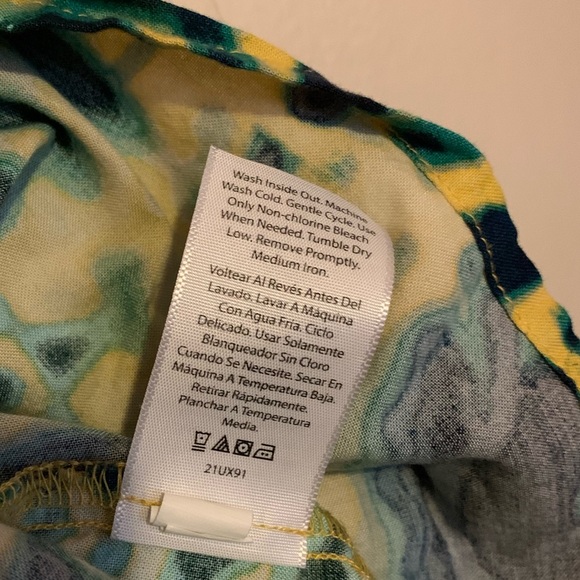 Wash Inside Out. Machine
Wash Cold. Gentle Cycle. Use
Only Non-chlorine Bleach
When Needed. Tumble Dry
Low. Remove Promptly.
Medium Iron.
Voltear Al Revés Antes Del
Lavado. Lavar A Máquina
Con Agua Fría. Ciclo
Delicado. Usar Solamente
Blanqueador Sin Cloro
Cuando Se Necesite. Secar En
Máquina A Temperatura Baja.
Retirar Rápidamente.
Planchar A Temperatura
Media.
21UX91